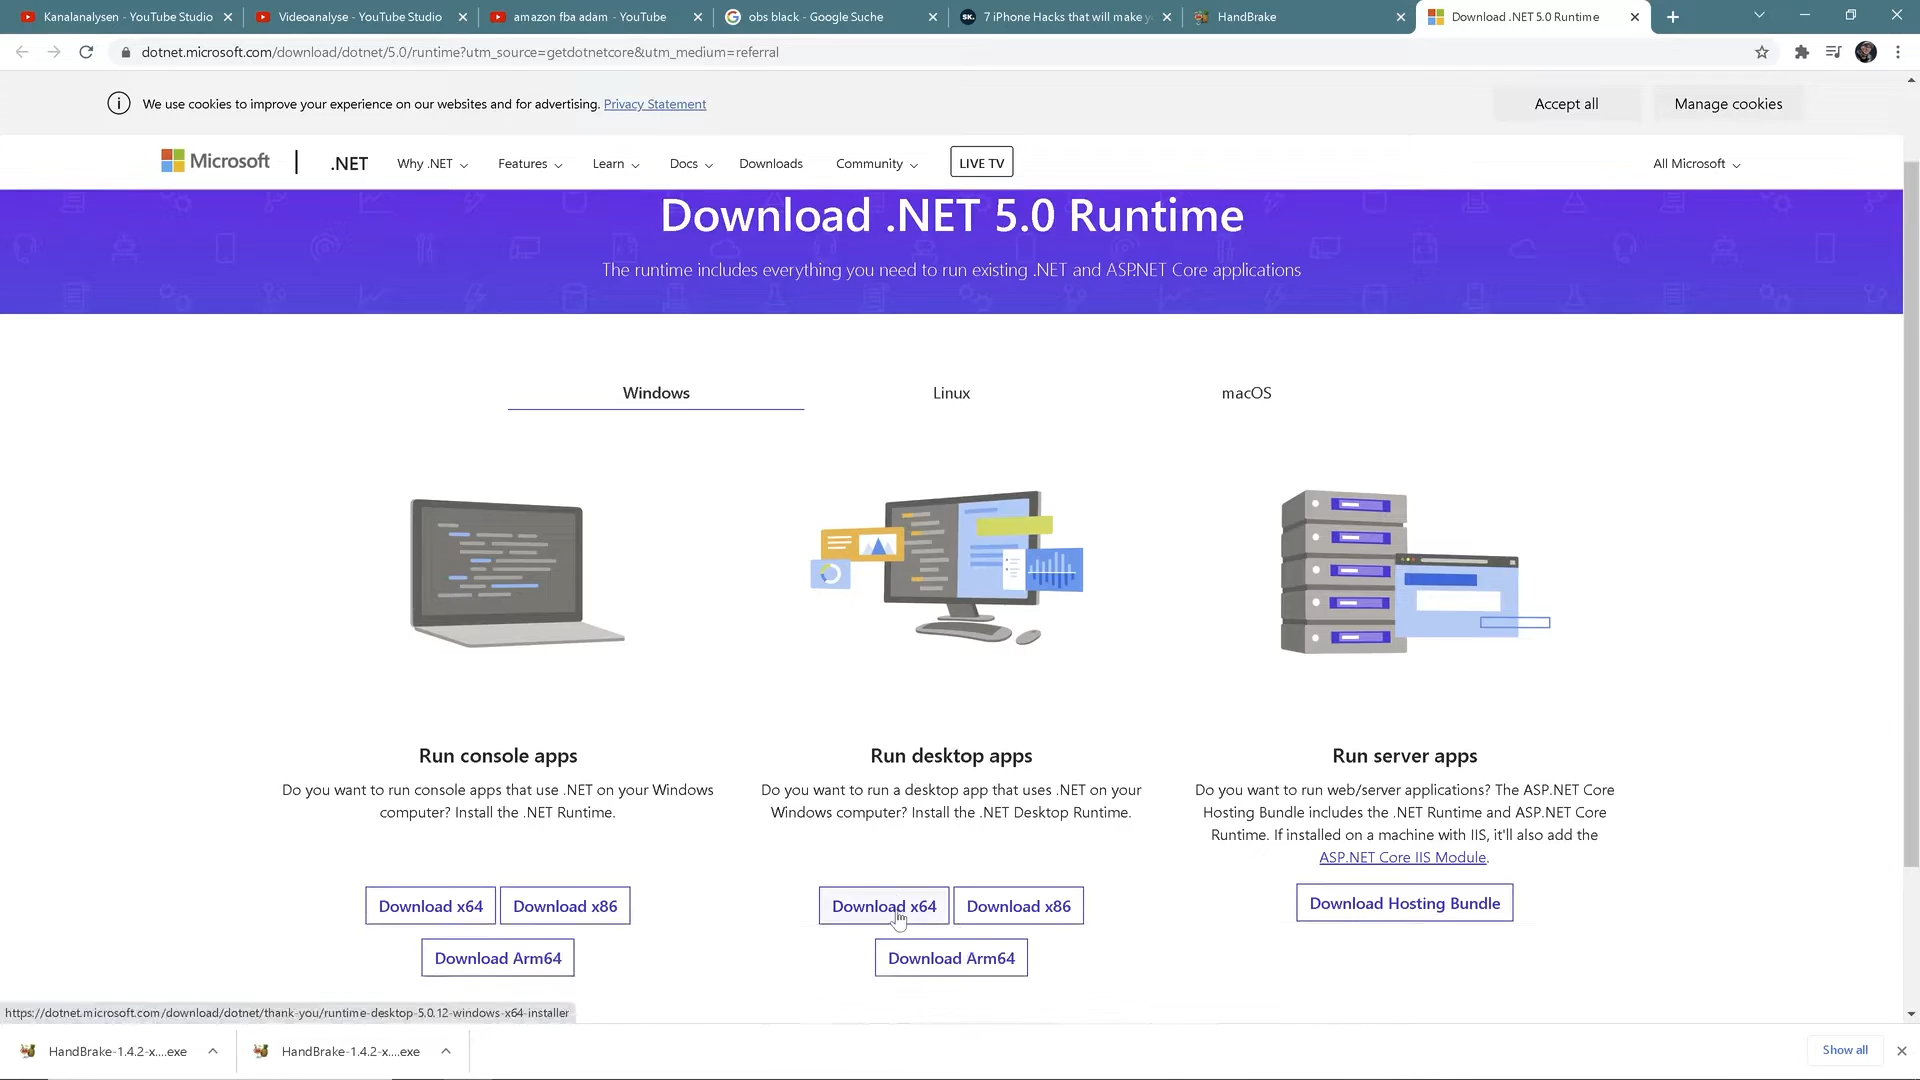 Kanalanalysen - YouTube Studio
Videoanalyse - YouTube Studio
amazon fba adam - YouTube
obs black - Google Suche
SK.
7 iPhone Hacks that will make y
HandBrake
Download .NET 5.0 Runtime
dotnet.microsoft.com/download/dotnet/5.0/runtime?utm_source=getdotnetcore&utm_medium=referral
We use cookies to improve your experience on our websites and for advertising. Privacy Statement
Accept all
Manage cookies
Microsoft
.NET
Why .NET
Features
Learn
Docs
Downloads
Community
LIVE TV
All Microsoft
Download .NET 5.0 Runtime
The runtime includes everything you need to run existing .NET and ASP.NET Core applications
Windows
Linux
macOS
Run console apps
Do you want to run console apps that use .NET on your Windows
computer? Install the .NET Runtime.
Download x64
Download x86
Download Arm64
Run desktop apps
Do you want to run a desktop app that uses .NET on your
Windows computer? Install the .NET Desktop Runtime.
Download x64
Download x86
Download Arm64
Run server apps
Do you want to run web/server applications? The ASP.NET Core
Hosting Bundle includes the .NET Runtime and ASP.NET Core
Runtime. If installed on a machine with IIS, it'll also add the
ASP.NET Core IIS Module.
Download Hosting Bundle
https://dotnet.microsoft.com/download/dotnet/thank-you/runtime-desktop-5.0.12-windows-x64-installer
HandBrake-1.4.2-x....exe
HandBrake-1.4.2-x....exe
Show all